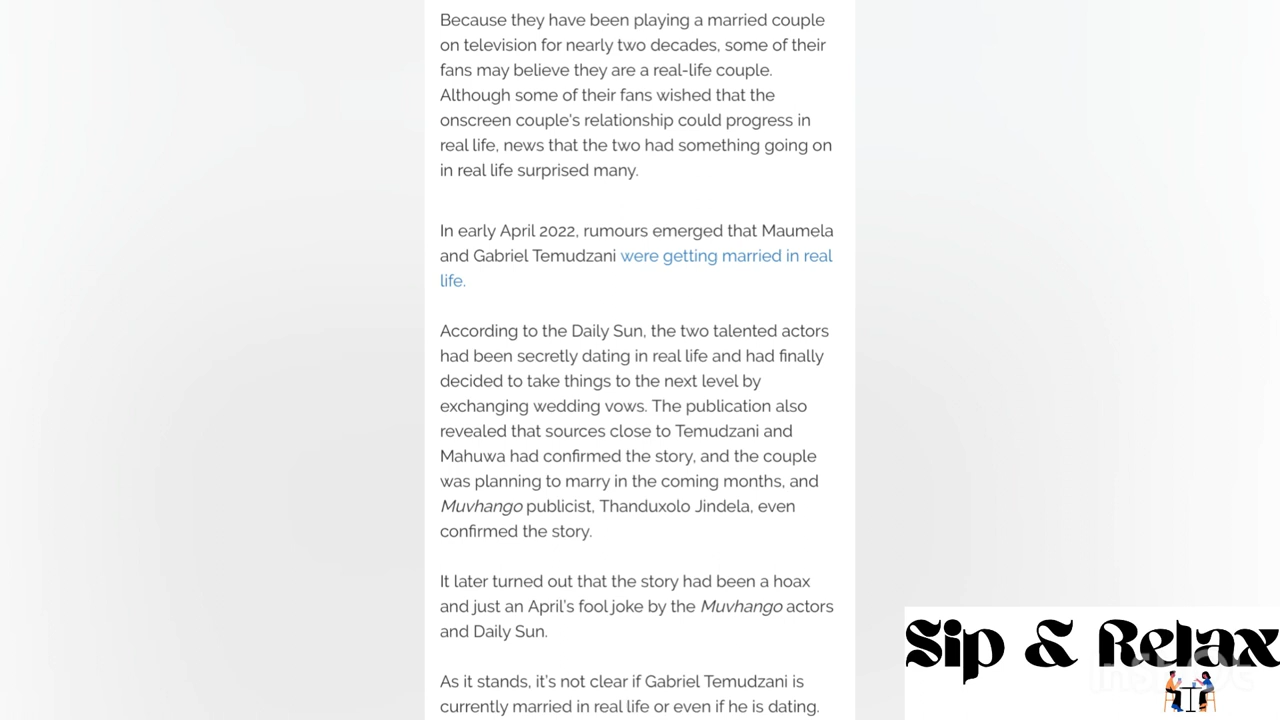 Because they have been playing a married couple
on television for nearly two decades, some of their
fans may believe they are a real-life couple.
Although some of their fans wished that the
onscreen couple's relationship could progress in
real life, news that the two had something going on
in real life surprised many.
In early April 2022, rumours emerged that Maumela
and Gabriel Temudzani were getting married in real
life.
According to the Daily Sun, the two talented actors
had been secretly dating in real life and had finally
decided to take things to the next level by
exchanging wedding vows. The publication also
revealed that sources close to Temudzani and
Mahuwa had confirmed the story, and the couple
was planning to marry in the coming months, and
Muvhango publicist, Thanduxolo Jindela, even
confirmed the story.
It later turned out that the story had been a hoax
and just an April's fool joke by the Muvhango actors
and Daily Sun.
As it stands, it's not clear if Gabriel Temudzani is
currently married in real life or even if he is dating.
Sip & Relax